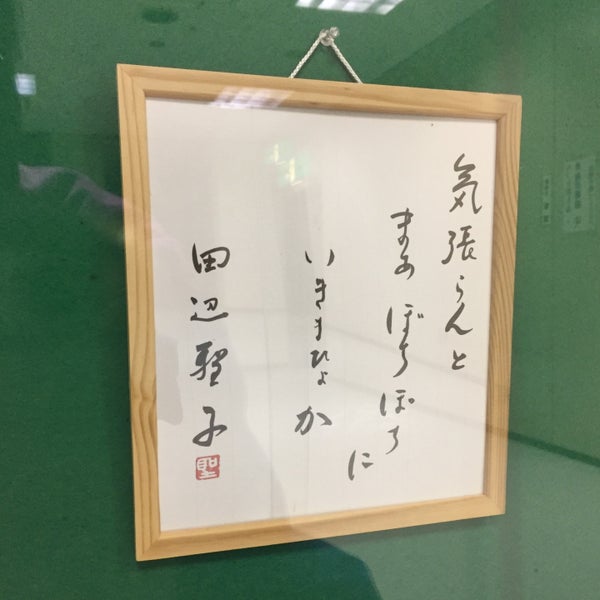 気張らんと
まあぼちぼちに
いきまひょか
田辺聖子
聖